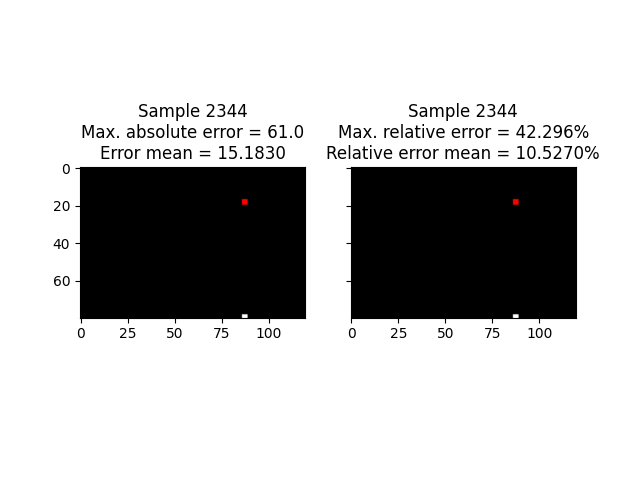 Sample 2344
Max. absolute error = 61.0
Error mean = 15.1830
0
20
40
60
0
25
50
75
100
Sample 2344
Max. relative error = 42.296%
Relative error mean = 10.5270%
0
25
50
75
100